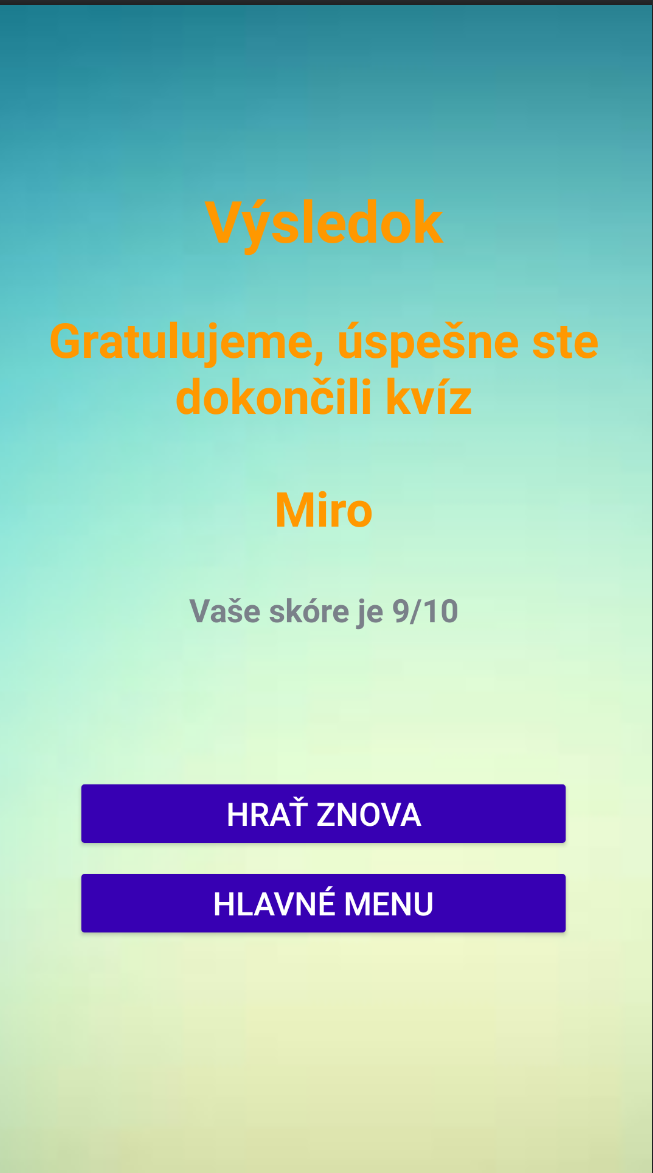 Výsledok
Gratulujeme, úspešne ste
dokončili kvíz
Miro
Vaše skóre je 9/10
HRAŤ ZNOVA
HLAVNÉ MENU